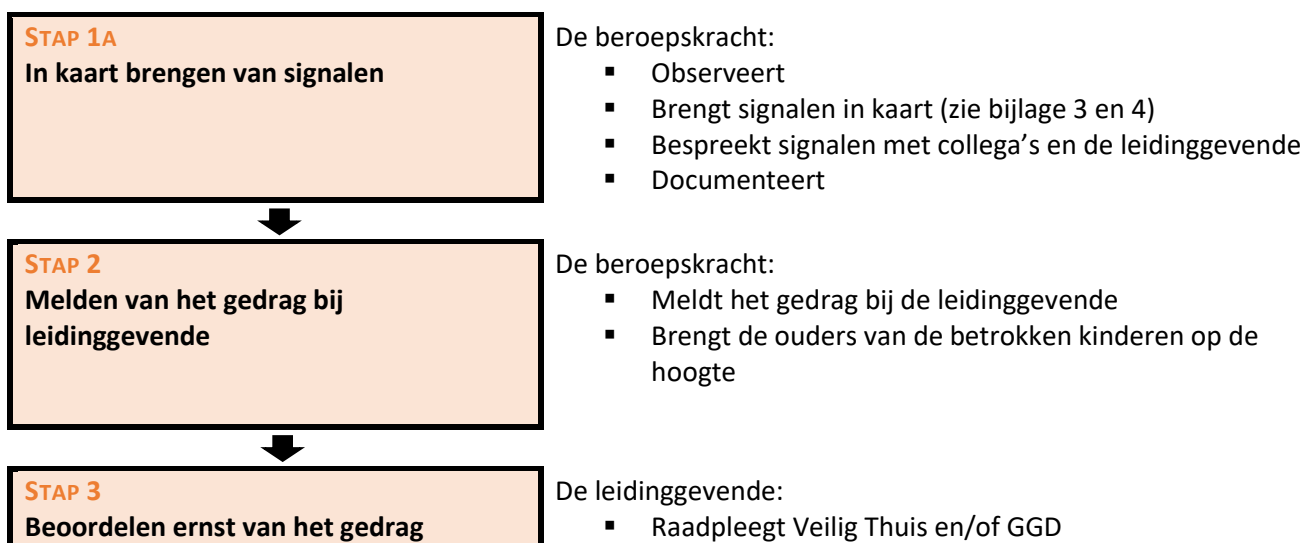 STAP 1A
In kaart brengen van signalen
De beroepskracht:
▪ Observeert
▪ Brengt signalen in kaart (zie bijlage 3 en 4)
▪ Bespreekt signalen met collega’s en de leidinggevende
▪ Documenteert
STAP 2
Melden van het gedrag bij
leidinggevende
De beroepskracht:
▪ Meldt het gedrag bij de leidinggevende
▪ Brengt de ouders van de betrokken kinderen op de
hoogte
STAP 3
Beoordelen ernst van het gedrag
De leidinggevende:
▪ Raadpleegt Veilig Thuis en/of GGD